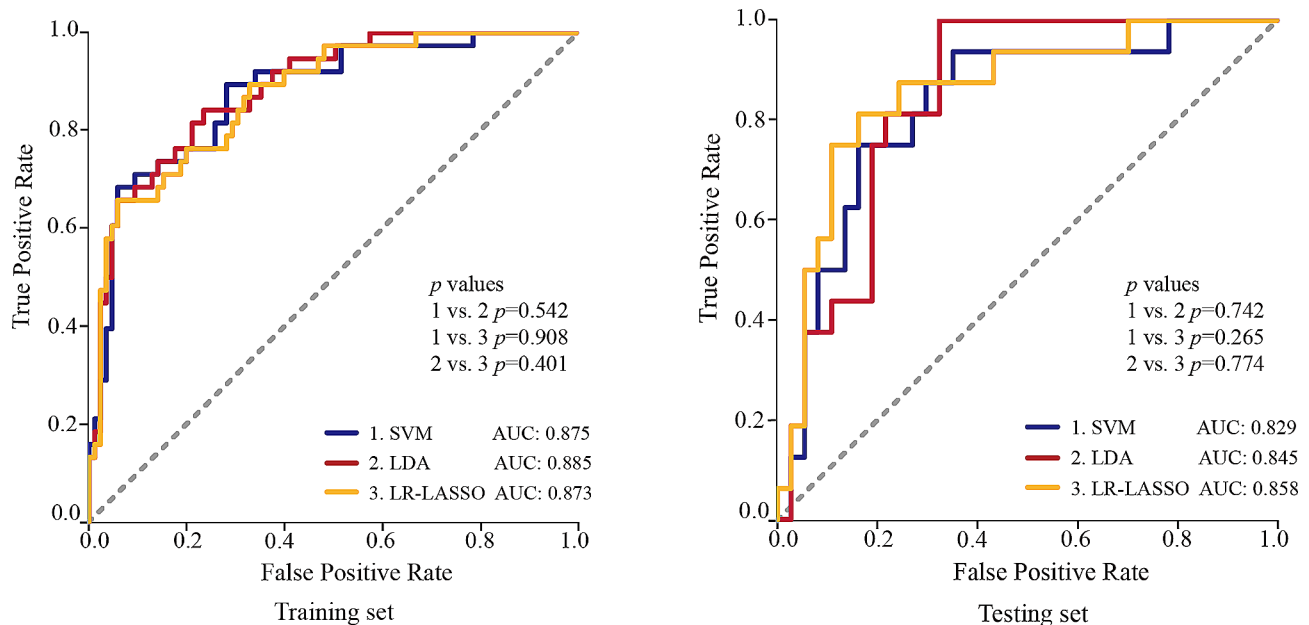 1.0
0.8
0.6
0.4
0.2
0.0
True Positive Rate
p values
1 vs. 2 p=0.542
1 vs. 3 p=0.908
2 vs. 3 p=0.401
1. SVM AUC: 0.875
2. LDA AUC: 0.885
3. LR-LASSO AUC: 0.873
0.0 0.2 0.4 0.6 0.8 1.0
False Positive Rate
Training set
1.0
0.8
0.6
0.4
0.2
0.0
True Positive Rate
p values
1 vs. 2 p=0.742
1 vs. 3 p=0.265
2 vs. 3 p=0.774
1. SVM AUC: 0.829
2. LDA AUC: 0.845
3. LR-LASSO AUC: 0.858
0.0 0.2 0.4 0.6 0.8 1.0
False Positive Rate
Testing set